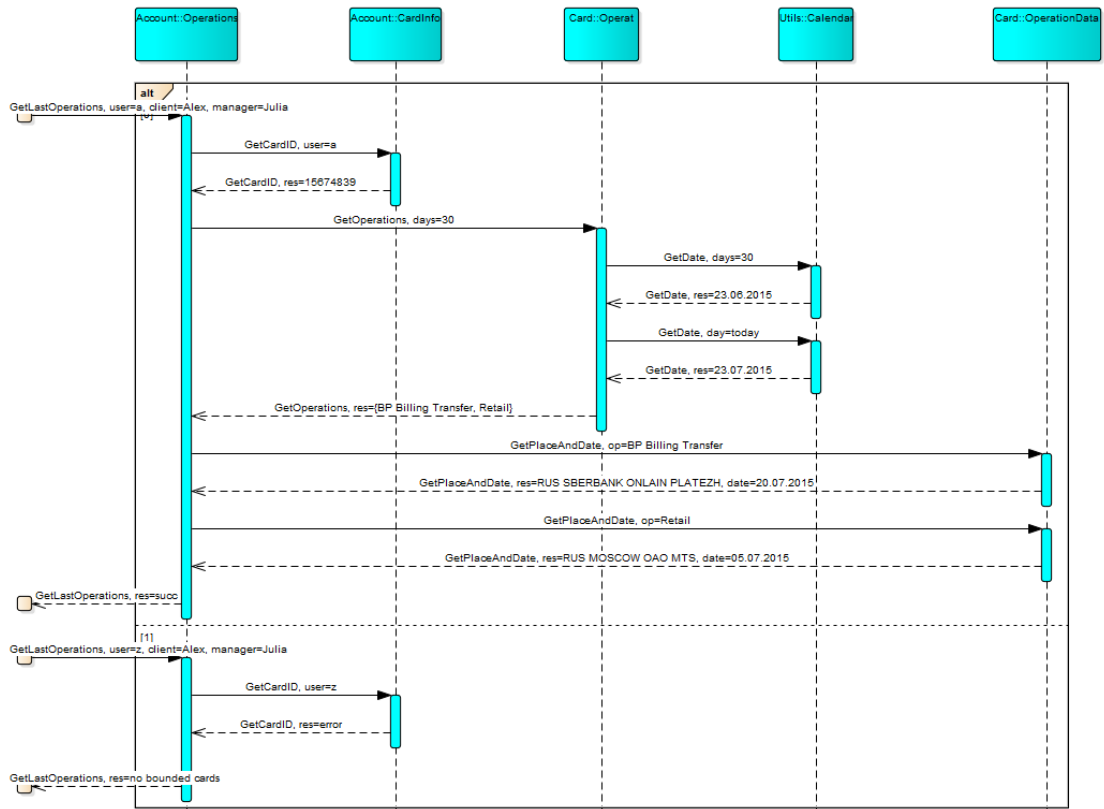 Account::Operations
Account::CardInfo
Card::Operat
Utils::Calendar
Card::OperationData
alt
GetLastOperations, user=a, client=Alex, manager=Julia
GetCardID, user=a
GetCardID, res=15674839
GetOperations, days=30
GetDate, days=30
GetDate, res=23.06.2015
GetDate, day=today
GetDate, res=23.07.2015
GetOperations, res={BP Billing Transfer, Retail}
GetPlaceAndDate, op=BP Billing Transfer
GetPlaceAndDate, res=RUS SBERBANK ONLAIN PLATEZH, date=20.07.2015
GetPlaceAndDate, op=Retail
GetPlaceAndDate, res=RUS MOSCOW OAO MTS, date=05.07.2015
GetLastOperations, res=succ
[1]
GetLastOperations, user=z, client=Alex, manager=Julia
GetCardID, user=z
GetCardID, res=error
GetLastOperations, res=no bounded cards